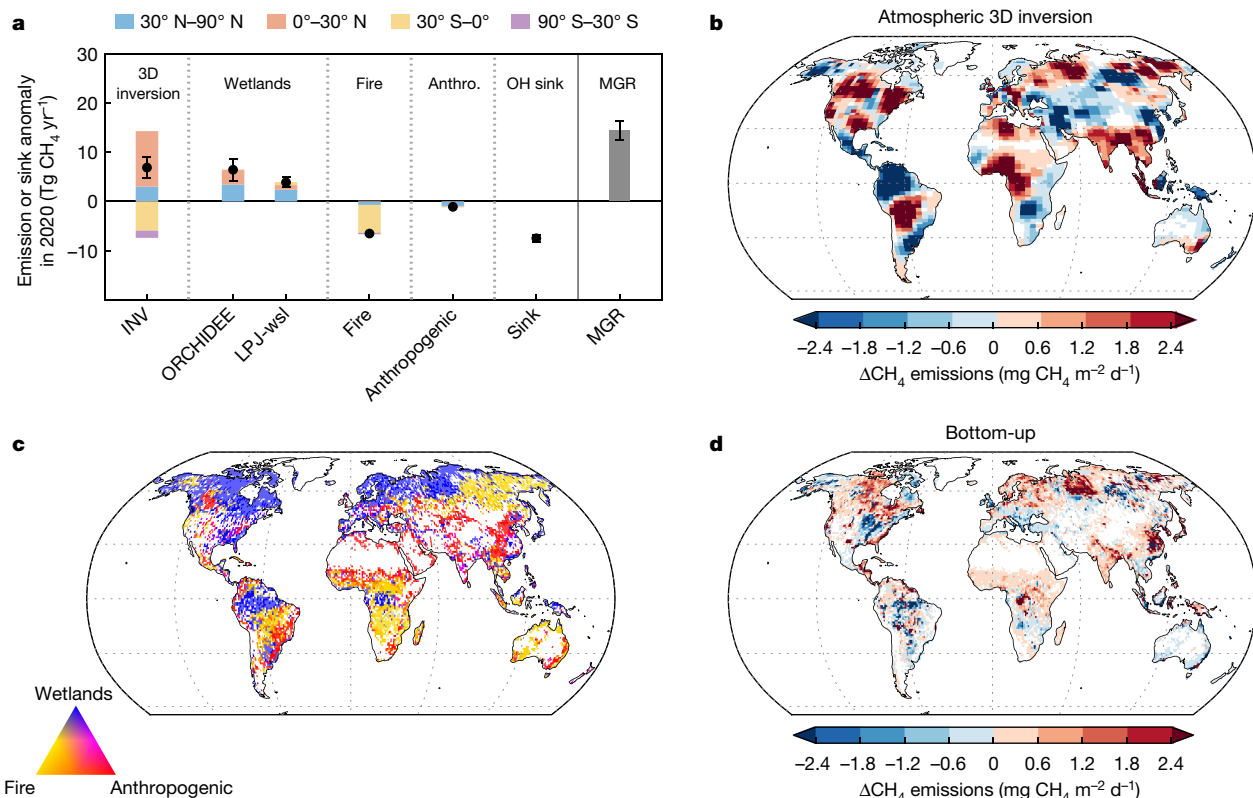 a
30° N–90° N 0°–30° N 30° S–0° 90° S–30° S
Emission or sink anomaly
in 2020 (Tg CH₄ yr⁻¹)
30
20
10
0
−10
3D
inversion
Wetlands
Fire
Anthro.
OH sink
MGR
INV
ORCHIDEE
LPJ-wsl
Fire
Anthropogenic
Sink
MGR
b
Atmospheric 3D inversion
−2.4 −1.8 −1.2 −0.6 0 0.6 1.2 1.8 2.4
ΔCH₄ emissions (mg CH₄ m⁻² d⁻¹)
c
Wetlands
Fire
Anthropogenic
d
Bottom-up
−2.4 −1.8 −1.2 −0.6 0 0.6 1.2 1.8 2.4
ΔCH₄ emissions (mg CH₄ m⁻² d⁻¹)